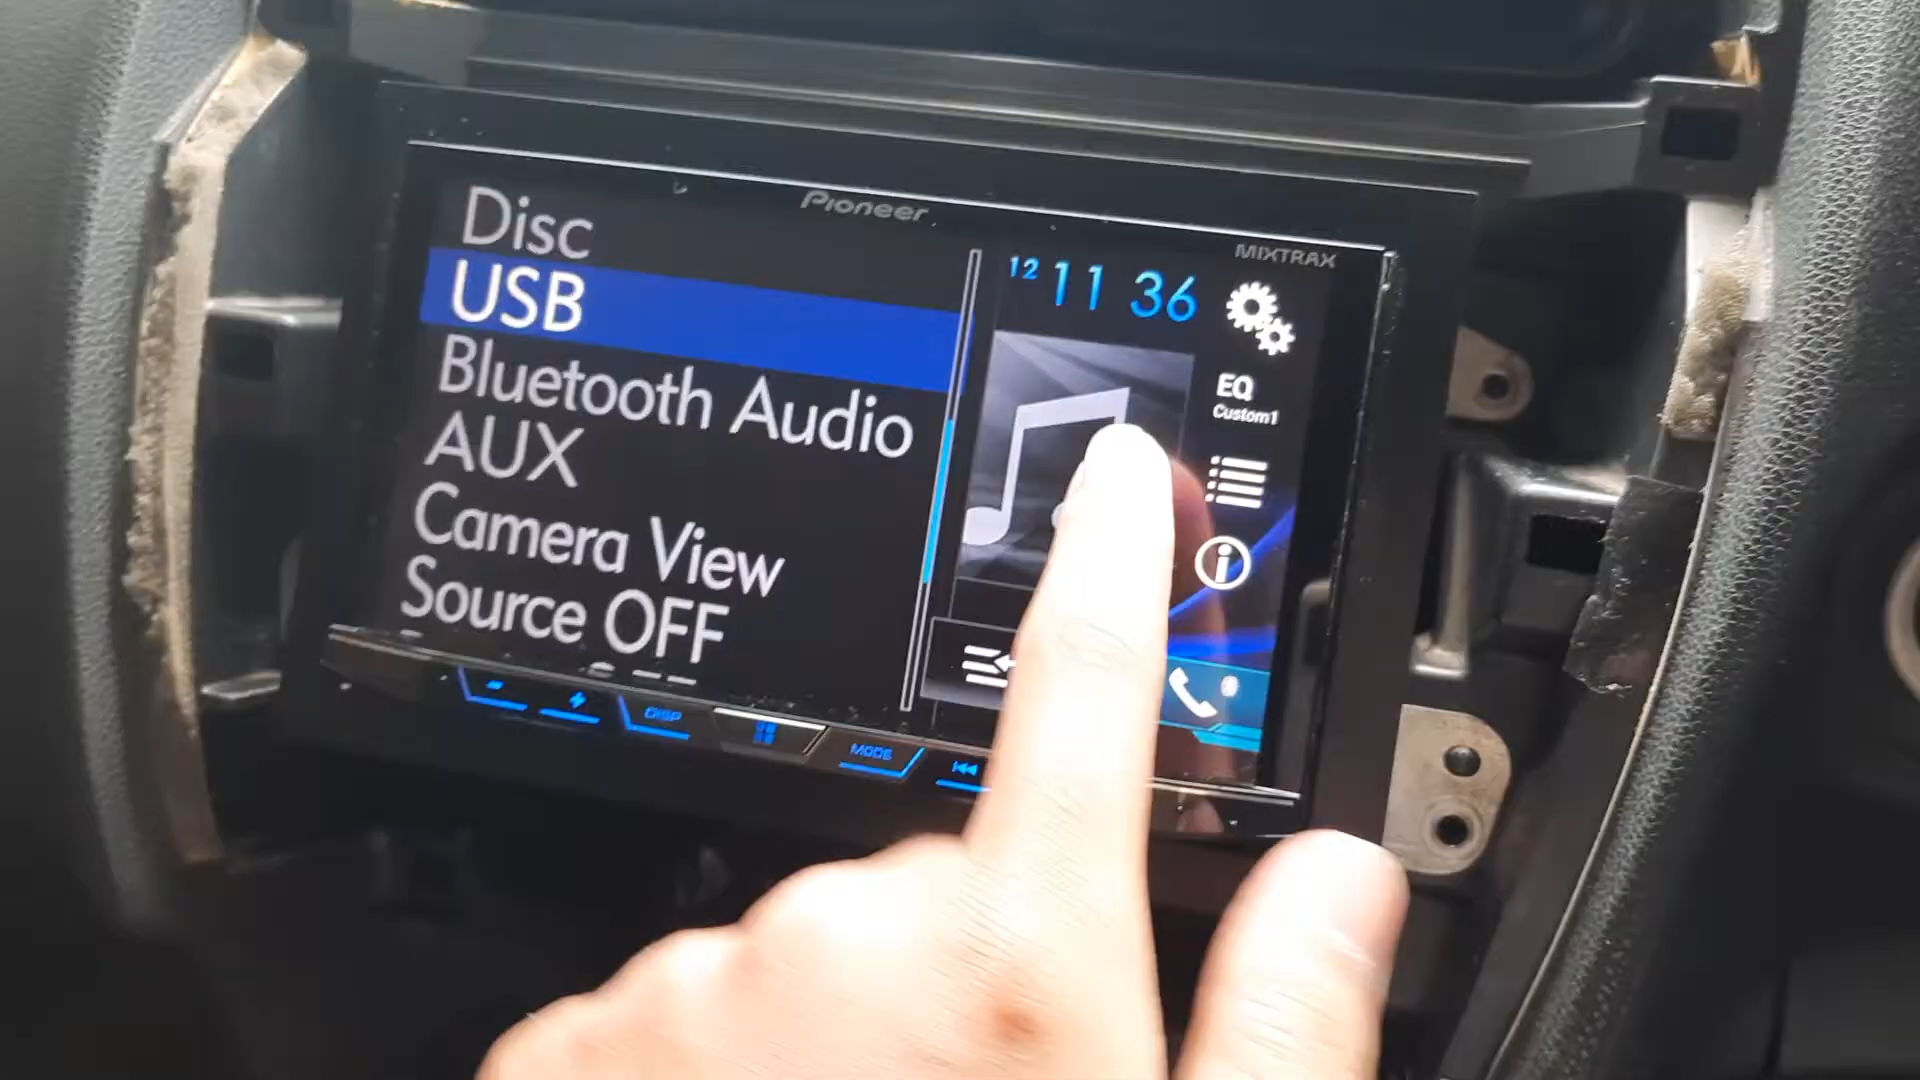 Pioneer
MIXTRAX
Disc
USB
Bluetooth Audio
AUX
Camera View
Source OFF
12 11 36
EQ
Custom1
DISP
MODE